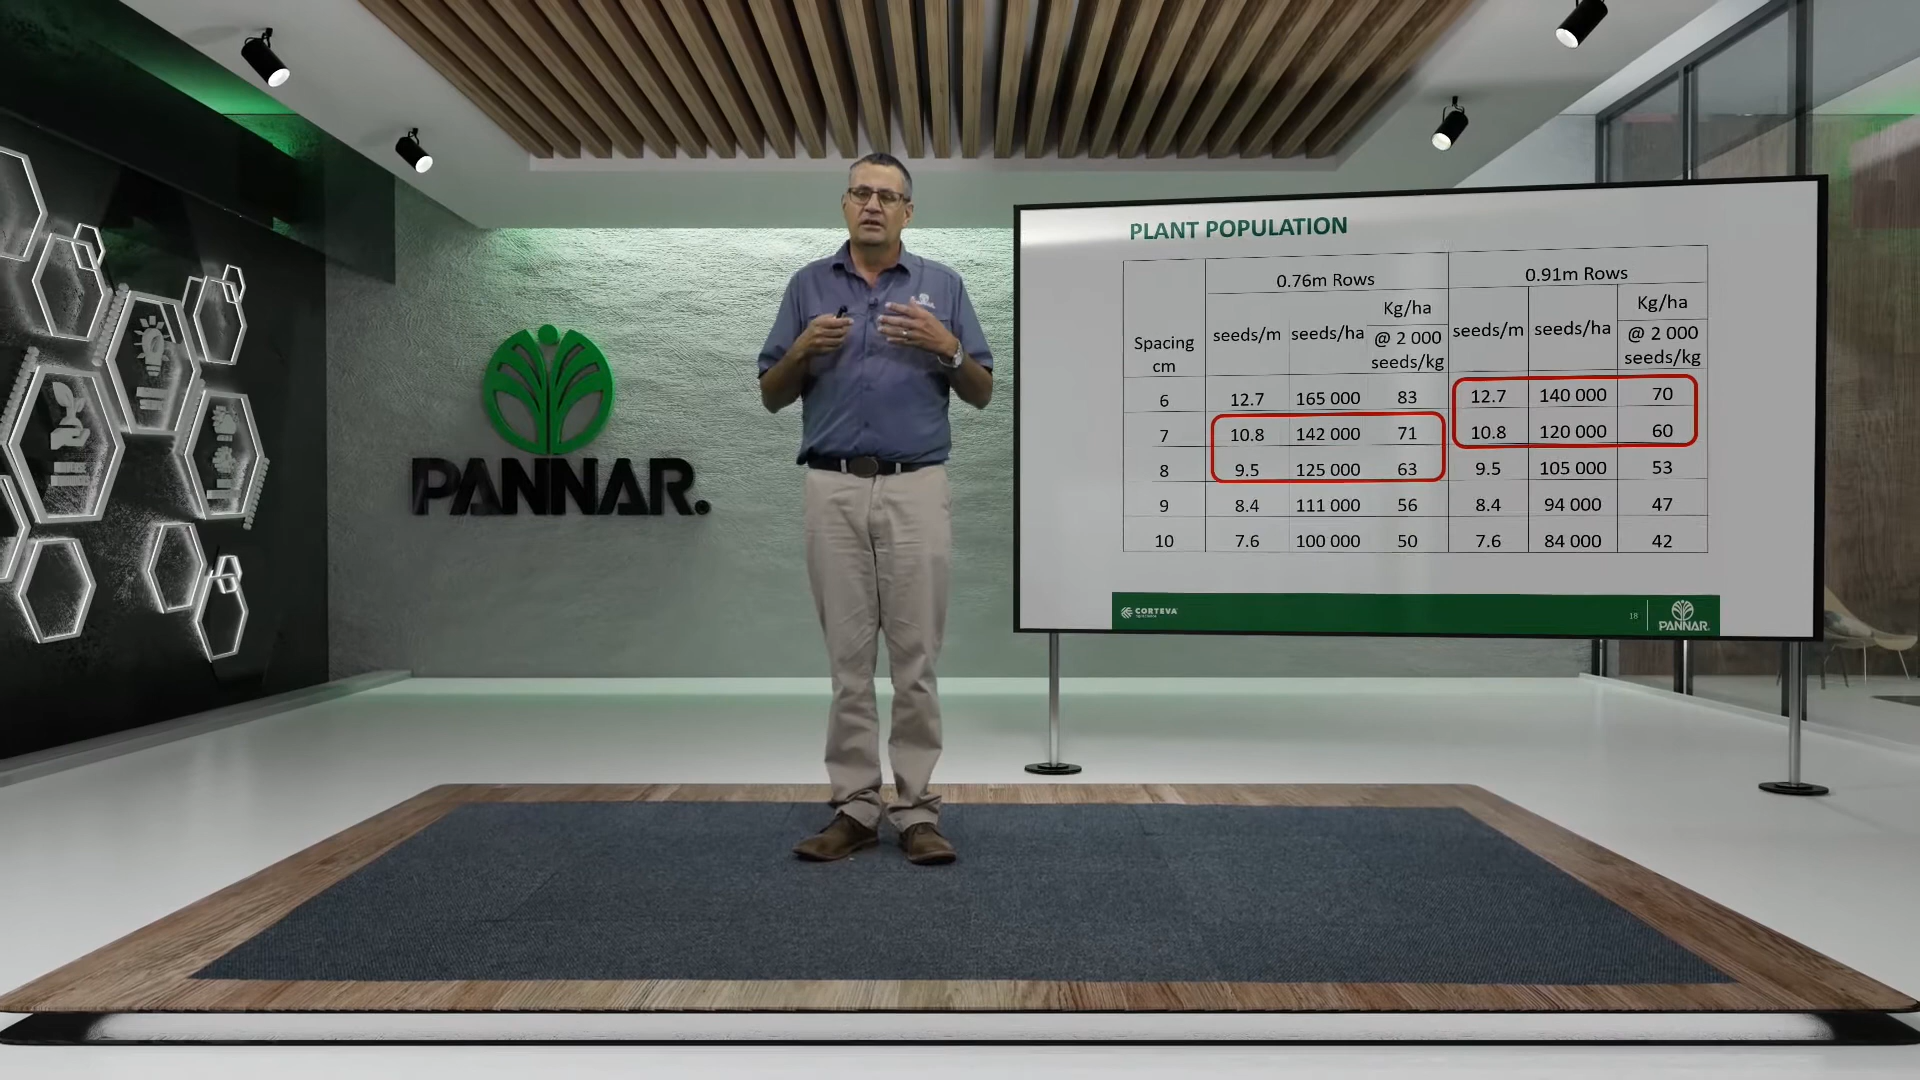 PANNAR.
PLANT POPULATION
0.76m Rows 0.91m Rows
Spacing cm seeds/m seeds/ha Kg/ha @ 2 000 seeds/kg seeds/m seeds/ha Kg/ha @ 2 000 seeds/kg
6 12.7 165 000 83 12.7 140 000 70
7 10.8 142 000 71 10.8 120 000 60
8 9.5 125 000 63 9.5 105 000 53
9 8.4 111 000 56 8.4 94 000 47
10 7.6 100 000 50 7.6 84 000 42
CORTEVA 18 PANNAR.